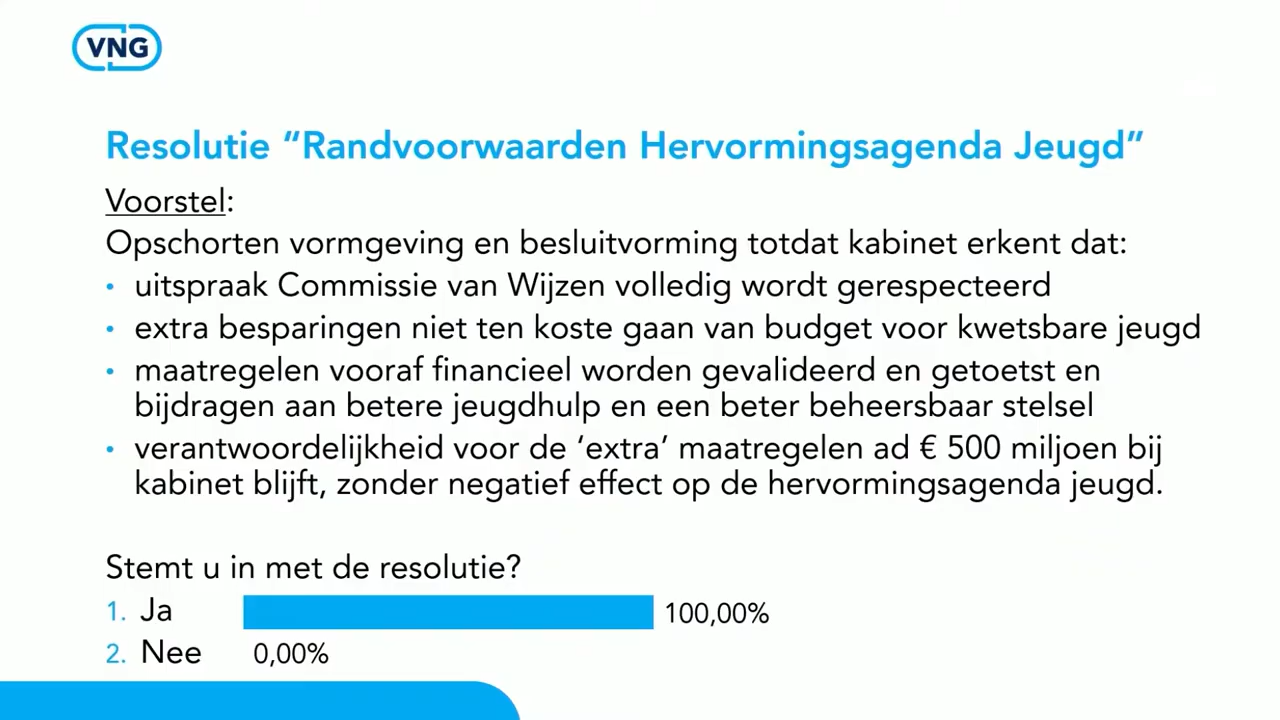 VNG
Resolutie “Randvoorwaarden Hervormingsagenda Jeugd”
Voorstel:
Opschorten vormgeving en besluitvorming totdat kabinet erkent dat:
• uitspraak Commissie van Wijzen volledig wordt gerespecteerd
• extra besparingen niet ten koste gaan van budget voor kwetsbare jeugd
• maatregelen vooraf financieel worden gevalideerd en getoetst en
bijdragen aan betere jeugdhulp en een beter beheersbaar stelsel
• verantwoordelijkheid voor de ‘extra’ maatregelen ad € 500 miljoen bij
kabinet blijft, zonder negatief effect op de hervormingsagenda jeugd.
Stemt u in met de resolutie?
1. Ja 100,00%
2. Nee 0,00%